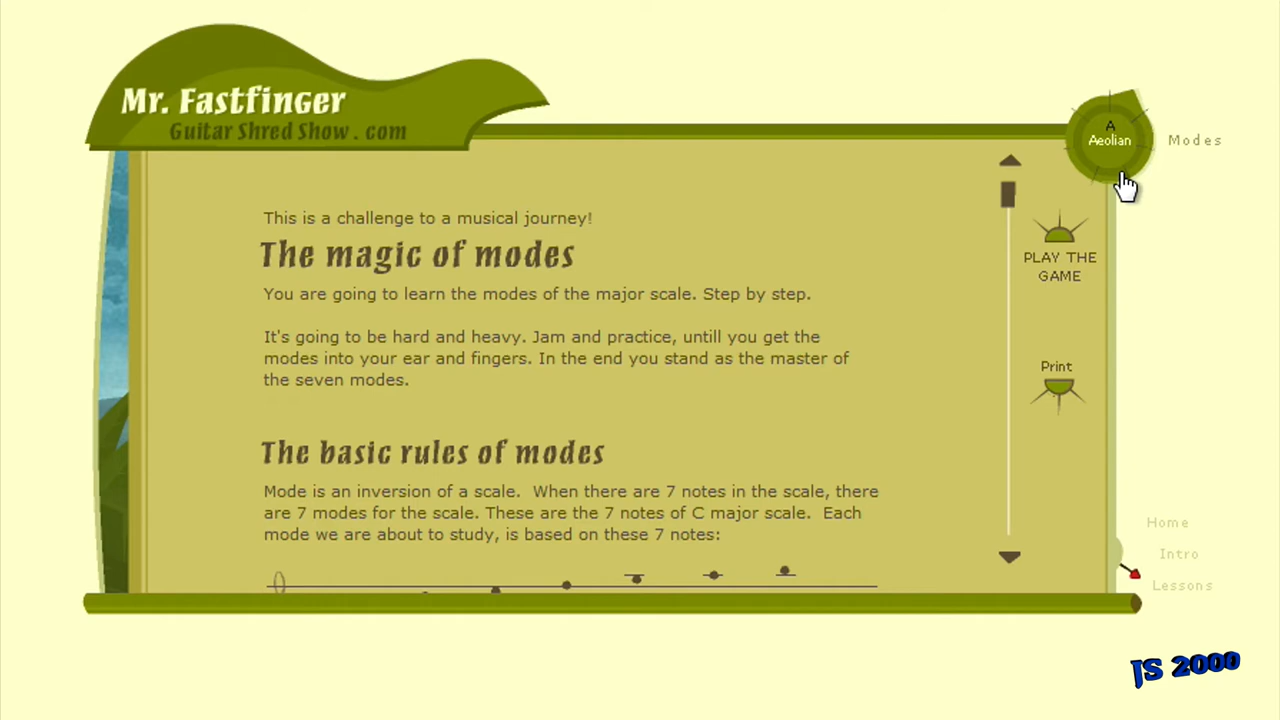 Mr. Fastfinger
Guitar Shred Show . com
A
Aeolian
Modes
This is a challenge to a musical journey!
The magic of modes
You are going to learn the modes of the major scale. Step by step.
It's going to be hard and heavy. Jam and practice, untill you get the
modes into your ear and fingers. In the end you stand as the master of
the seven modes.
The basic rules of modes
Mode is an inversion of a scale.  When there are 7 notes in the scale, there
are 7 modes for the scale. These are the 7 notes of C major scale.  Each
mode we are about to study, is based on these 7 notes:
PLAY THE
GAME
Print
Home
Intro
Lessons
JS 2000